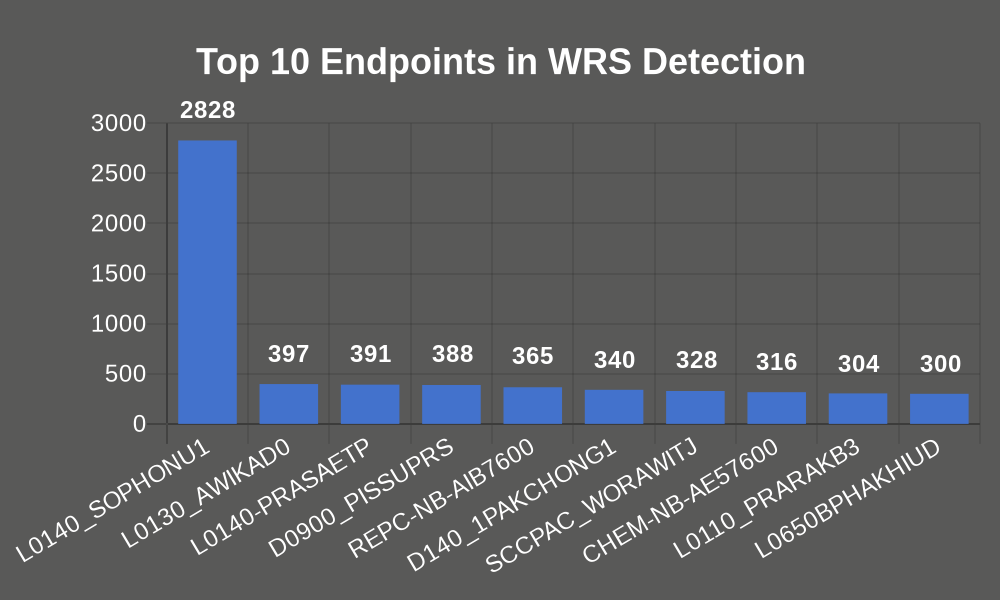 Top 10 Endpoints in WRS Detection
2828
3000
2500
2000
1500
1000
500
0
397
391
388
365
340
328
316
304
300
L0140_SOPHONU1
L0130_AWIKAD0
L0140-PRASAETP
D0900_PISSUPRS
REPC-NB-AIB7600
D140_1PAKCHONG1
SCCPAC_WORAWITJ
CHEM-NB-AE57600
L0110_PRARAKB3
L0650BPHAKHIUD